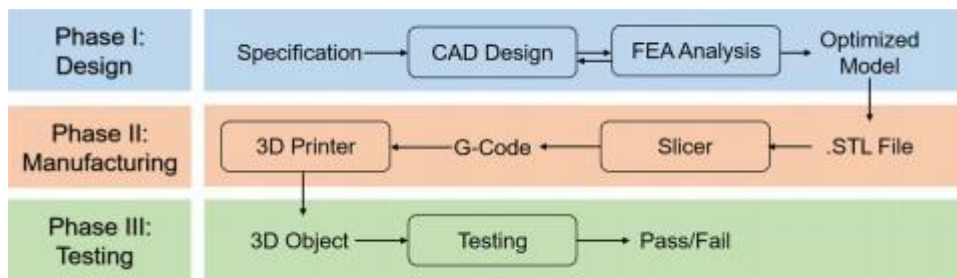 Phase I:
Design
Specification
CAD Design
FEA Analysis
Optimized
Model
Phase II:
Manufacturing
3D Printer
G-Code
Slicer
.STL File
Phase III:
Testing
3D Object
Testing
Pass/Fail